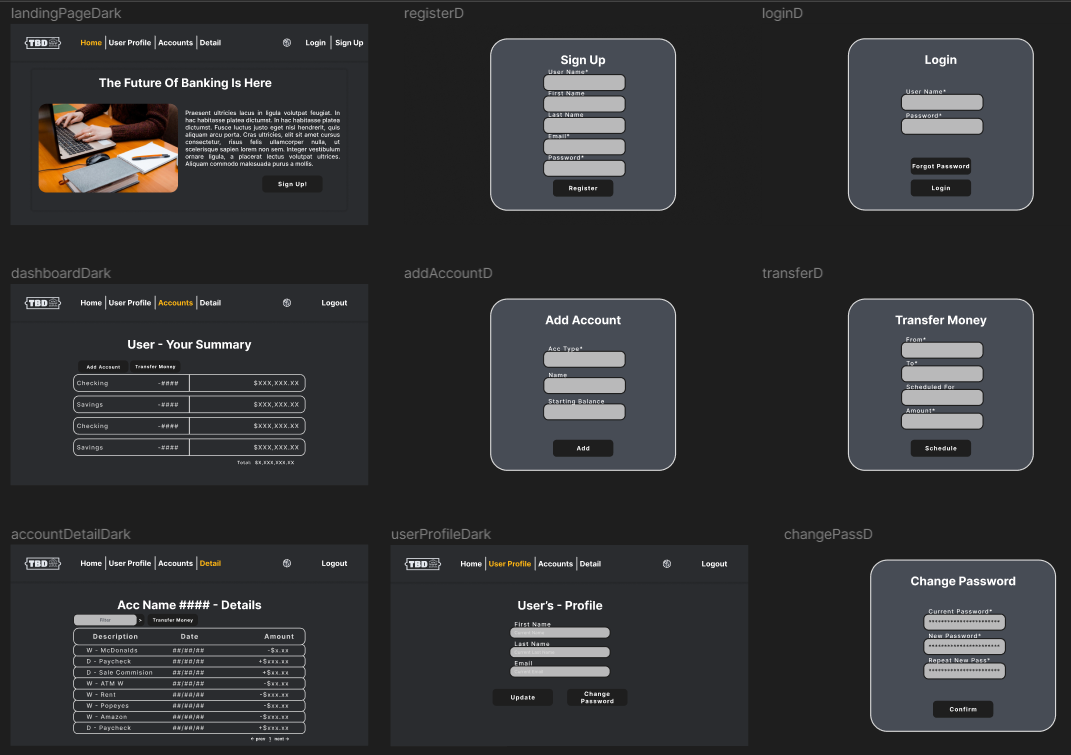 landingPageDark
TBD
Home User Profile Accounts Detail
Login Sign Up
The Future Of Banking Is Here
Praesent ultricies lacus in ligula volutpat feugiat. In
hac habitasse platea dictumst. In hac habitasse platea
dictumst. Fusce luctus justo eget nisi hendrerit, quis
aliquam arcu porta. Cras ultricies, elit sit amet cursus
consectetur, risus felis ullamcorper nulla, ut
scelerisque sapien lorem non sem. Integer vestibulum
ornare ligula, a placerat lectus volutpat ultrices.
Aliquam commodo malesuada purus a mollis.
Sign Up!
registerD
Sign Up
User Name*
First Name
Last Name
Email*
Password*
Register
loginD
Login
User Name*
Password*
Forgot Password
Login
dashboardDark
TBD
Home User Profile Accounts Detail
Logout
User - Your Summary
Add Account Transfer Money
Checking -#### $XXX,XXX.XX
Savings -#### $XXX,XXX.XX
Checking -#### $XXX,XXX.XX
Savings -#### $XXX,XXX.XX
Total: $X,XXX,XXX.XX
addAccountD
Add Account
Acc Type*
Name
Starting Balance
Add
transferD
Transfer Money
From*
To*
Scheduled For
Amount*
Schedule
accountDetailDark
TBD
Home User Profile Accounts Detail
Logout
Acc Name #### - Details
Filter > Transfer Money
Description Date Amount
W - McDonalds ##/##/## -$x.xx
D - Paycheck ##/##/## +$xxx.xx
D - Sale Commision ##/##/## +$x.xx
W - ATM W ##/##/## -$x.xx
W - Rent ##/##/## -$xxx.xx
W - Popeyes ##/##/## -$x.xx
W - Amazon ##/##/## -$xxx.xx
D - Paycheck ##/##/## +$xxx.xx
← prev | next →
userProfileDark
TBD
Home User Profile Accounts Detail
Logout
User's - Profile
First Name
Last Name
Email
Update
Change
Password
changePassD
Change Password
Current Password*
***********************
New Password*
***********************
Repeat New Pass*
***********************
Confirm